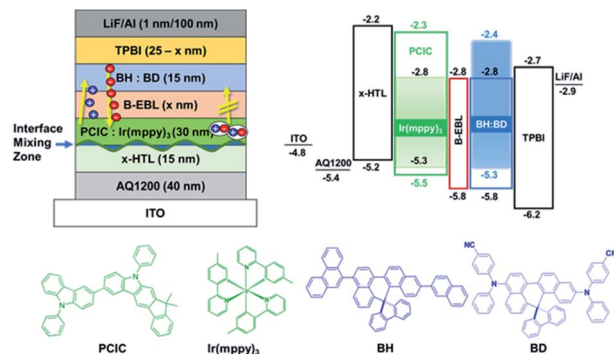 LiF/Al (1 nm/100 nm)
TPBI (25 – x nm)
BH : BD (15 nm)
B-EBL (x nm)
PCIC : Ir(mppy)₃ (30 nm)
Interface
Mixing
Zone
x-HTL (15 nm)
AQ1200 (40 nm)
ITO
ITO
-4.8
AQ1200
-5.4
-2.2
x-HTL
-5.2
-2.3
PCIC
-2.8
Ir(mppy)₃
-5.3
-5.5
-2.8
B-EBL
-5.8
-2.4
-2.8
BH:BD
-5.3
-5.8
-2.7
TPBI
-6.2
LiF/Al
-2.9
N
N
PCIC
N
N
Ir
N
Ir(mppy)₃
BH
NC
CN
N
N
BD